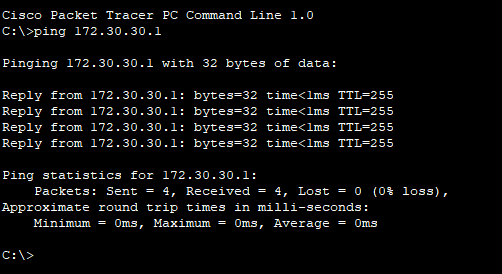 Cisco Packet Tracer PC Command Line 1.0
C:\>ping 172.30.30.1
Pinging 172.30.30.1 with 32 bytes of data:
Reply from 172.30.30.1: bytes=32 time<1ms TTL=255
Reply from 172.30.30.1: bytes=32 time<1ms TTL=255
Reply from 172.30.30.1: bytes=32 time<1ms TTL=255
Reply from 172.30.30.1: bytes=32 time<1ms TTL=255
Ping statistics for 172.30.30.1:
    Packets: Sent = 4, Received = 4, Lost = 0 (0% loss),
Approximate round trip times in milli-seconds:
    Minimum = 0ms, Maximum = 0ms, Average = 0ms
C:\>